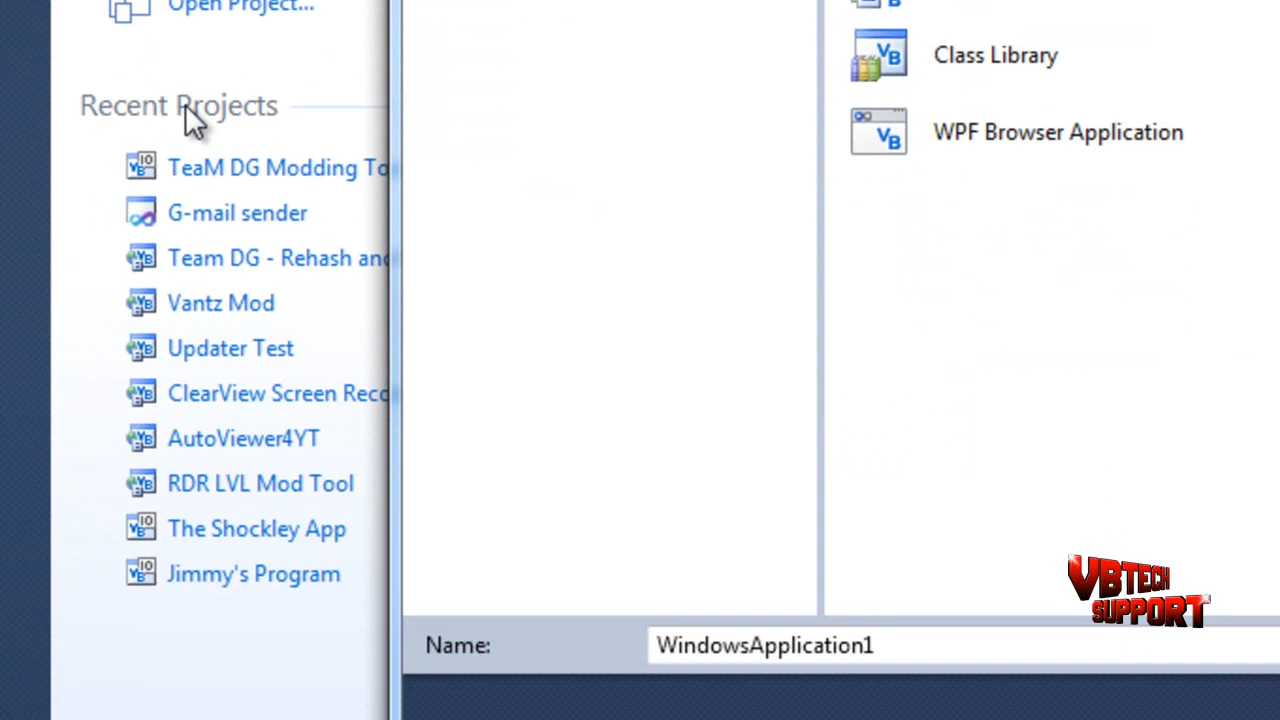 Open Project...
Recent Projects
TeaM DG Modding To
G-mail sender
Team DG - Rehash and
Vantz Mod
Updater Test
ClearView Screen Reco
AutoViewer4YT
RDR LVL Mod Tool
The Shockley App
Jimmy's Program
Class Library
WPF Browser Application
Name:
WindowsApplication1
VBTECH
SUPPORT